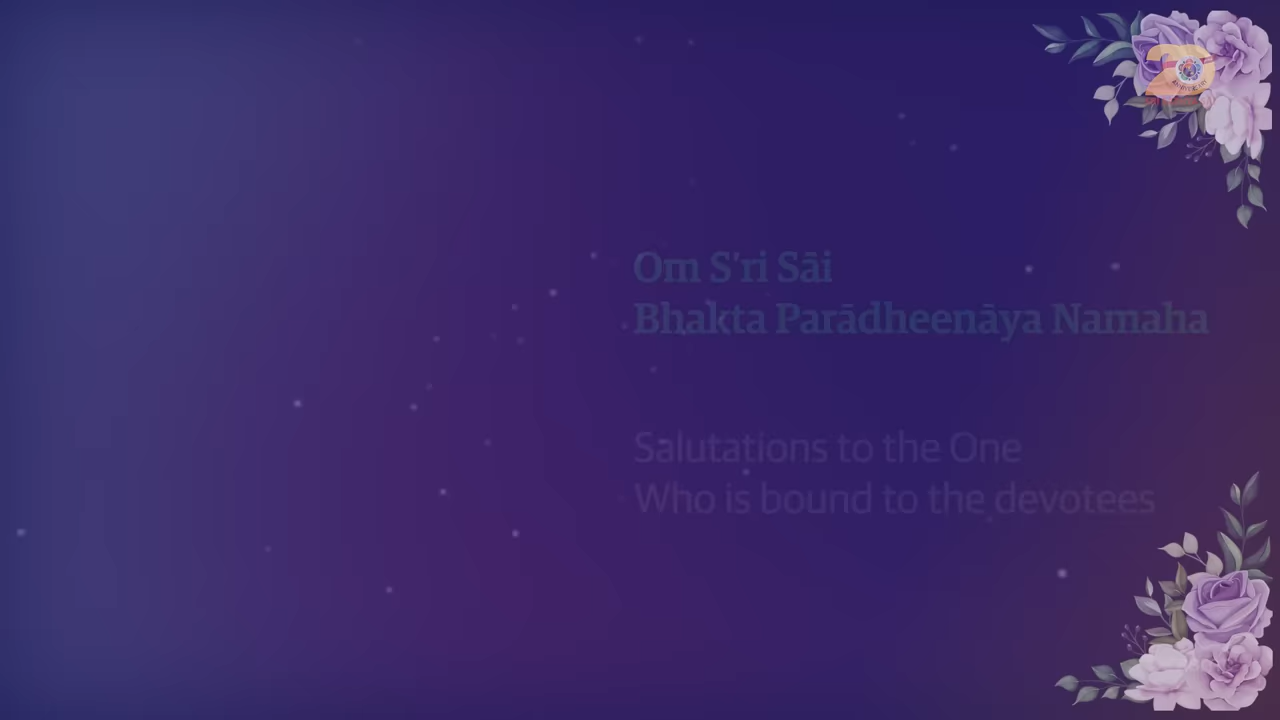 Om S'ri Sāi
Bhakta Parādheenāya Namaha
Salutations to the One
Who is bound to the devotees